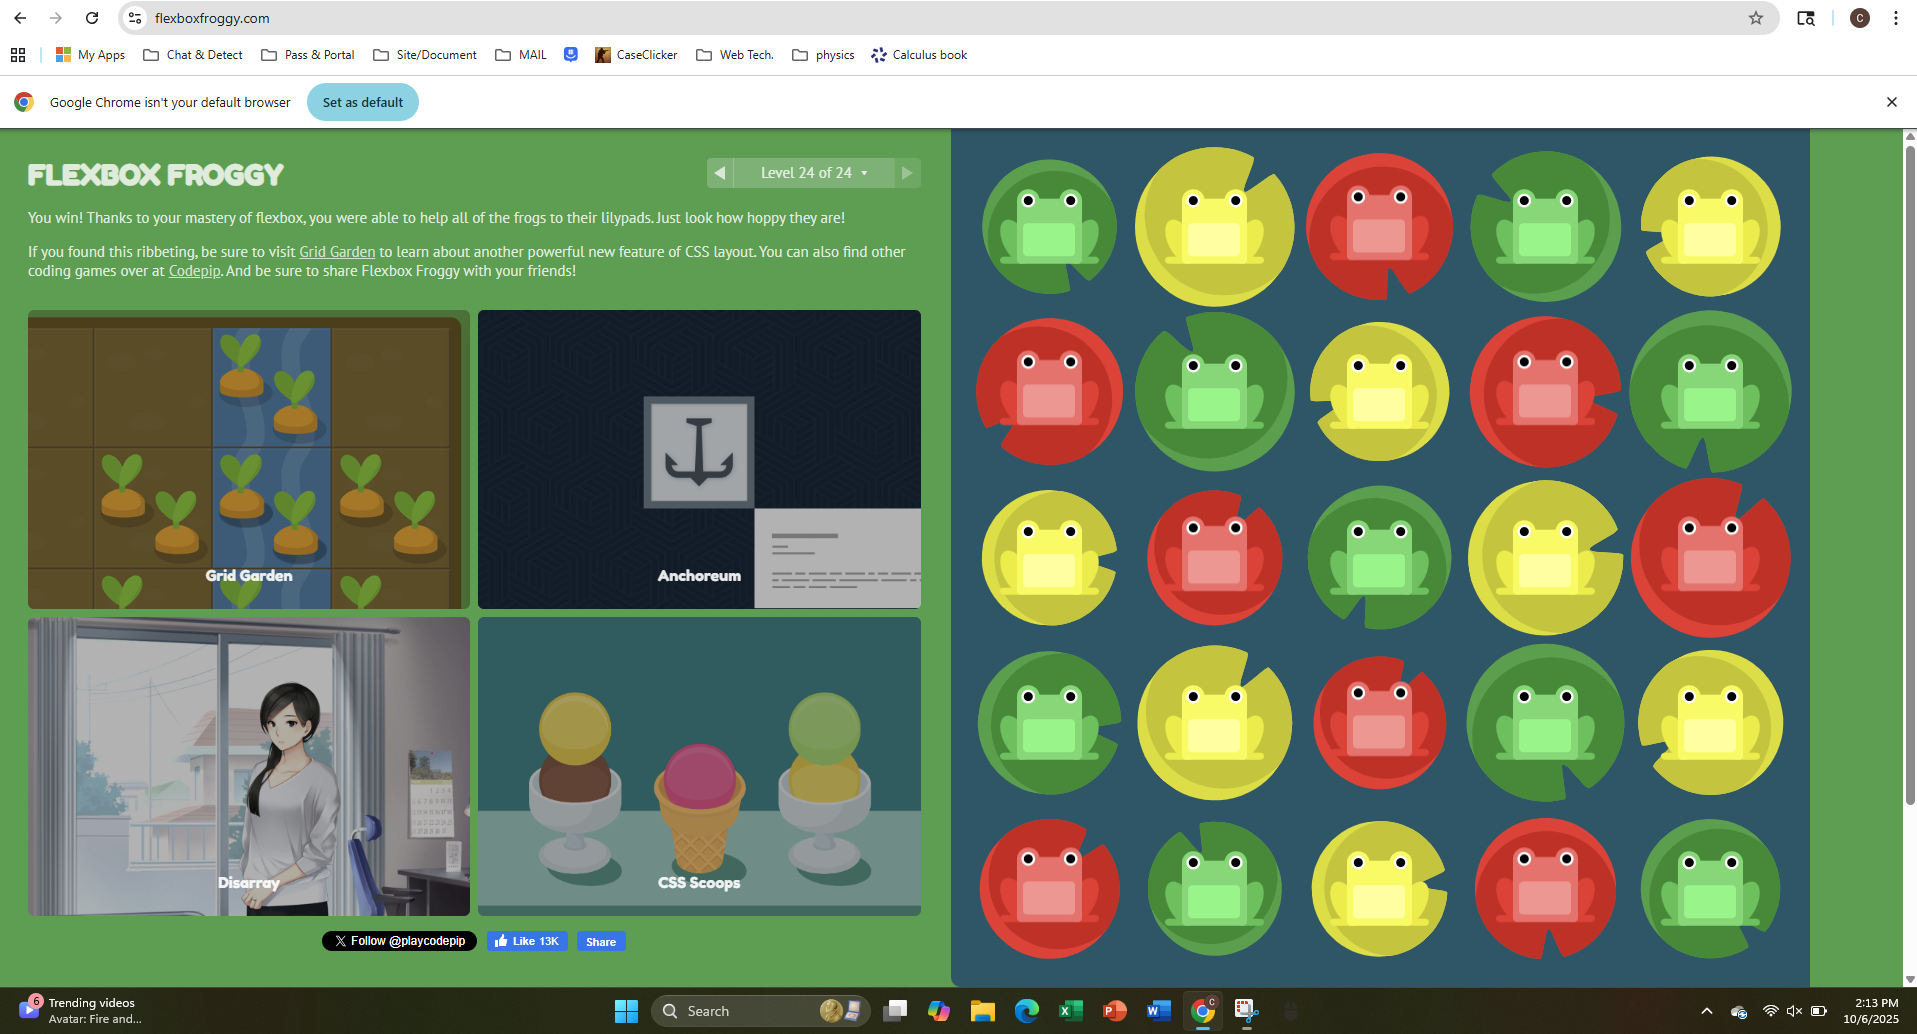 flexboxfroggy.com
C
My Apps
Chat & Detect
Pass & Portal
Site/Document
MAIL
CaseClicker
Web Tech.
physics
Calculus book
Google Chrome isn't your default browser
Set as default
FLEXBOX FROGGY
Level 24 of 24
You win! Thanks to your mastery of flexbox, you were able to help all of the frogs to their lilypads. Just look how hoppy they are!
If you found this ribbeting, be sure to visit Grid Garden to learn about another powerful new feature of CSS layout. You can also find other
coding games over at Codepip. And be sure to share Flexbox Froggy with your friends!
Grid Garden
Anchoreum
Disarray
CSS Scoops
X Follow @playcodepip
Like 13K
Share
6
Trending videos
Avatar: Fire and...
Search
X
P
W
C
2:13 PM
10/6/2025